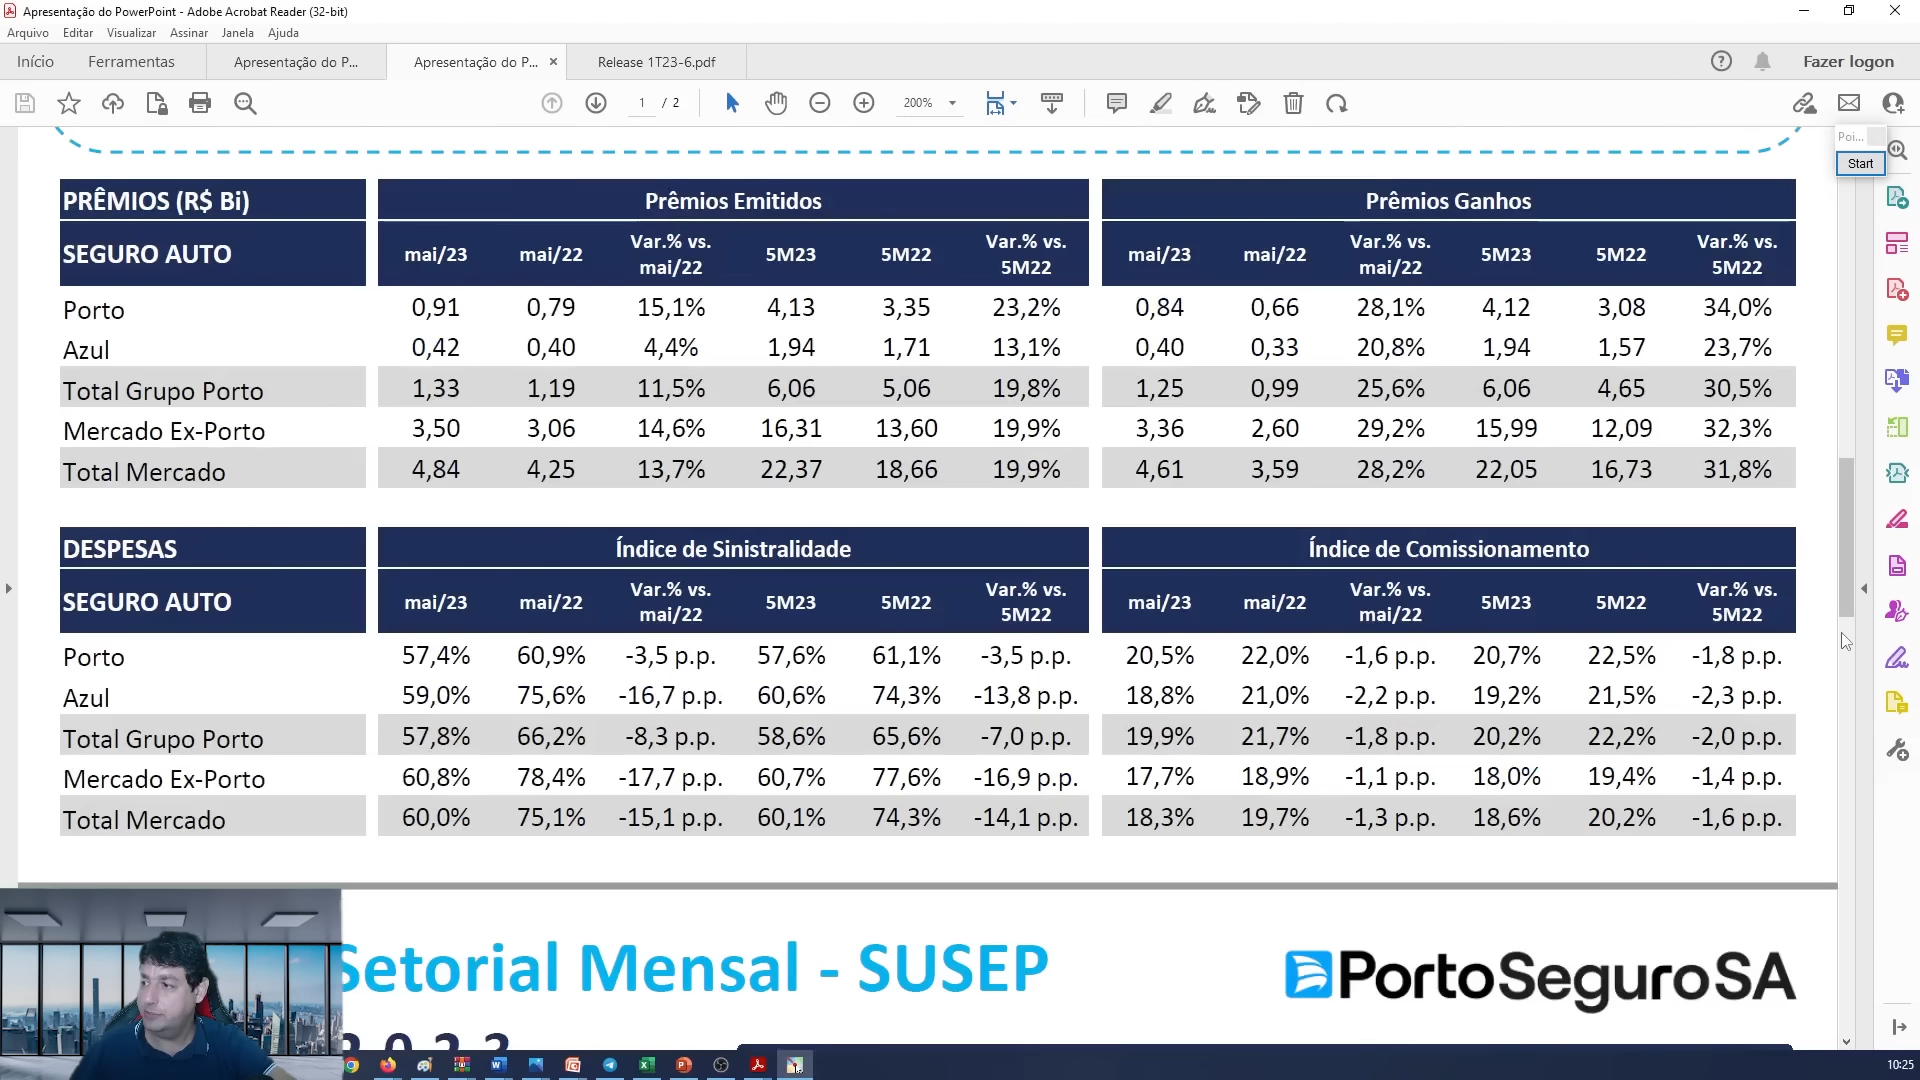 Apresentação do PowerPoint - Adobe Acrobat Reader (32-bit)
Arquivo Editar Visualizar Assinar Janela Ajuda
Início Ferramentas Apresentação do P... Apresentação do P... × Release 1T23-6.pdf Fazer logon
1 / 2 200%
Poi...
Start
PRÊMIOS (R$ Bi) Prêmios Emitidos Prêmios Ganhos
SEGURO AUTO mai/23 mai/22 Var.% vs. mai/22 5M23 5M22 Var.% vs. 5M22 mai/23 mai/22 Var.% vs. mai/22 5M23 5M22 Var.% vs. 5M22
Porto 0,91 0,79 15,1% 4,13 3,35 23,2% 0,84 0,66 28,1% 4,12 3,08 34,0%
Azul 0,42 0,40 4,4% 1,94 1,71 13,1% 0,40 0,33 20,8% 1,94 1,57 23,7%
Total Grupo Porto 1,33 1,19 11,5% 6,06 5,06 19,8% 1,25 0,99 25,6% 6,06 4,65 30,5%
Mercado Ex-Porto 3,50 3,06 14,6% 16,31 13,60 19,9% 3,36 2,60 29,2% 15,99 12,09 32,3%
Total Mercado 4,84 4,25 13,7% 22,37 18,66 19,9% 4,61 3,59 28,2% 22,05 16,73 31,8%
DESPESAS Índice de Sinistralidade Índice de Comissionamento
SEGURO AUTO mai/23 mai/22 Var.% vs. mai/22 5M23 5M22 Var.% vs. 5M22 mai/23 mai/22 Var.% vs. mai/22 5M23 5M22 Var.% vs. 5M22
Porto 57,4% 60,9% -3,5 p.p. 57,6% 61,1% -3,5 p.p. 20,5% 22,0% -1,6 p.p. 20,7% 22,5% -1,8 p.p.
Azul 59,0% 75,6% -16,7 p.p. 60,6% 74,3% -13,8 p.p. 18,8% 21,0% -2,2 p.p. 19,2% 21,5% -2,3 p.p.
Total Grupo Porto 57,8% 66,2% -8,3 p.p. 58,6% 65,6% -7,0 p.p. 19,9% 21,7% -1,8 p.p. 20,2% 22,2% -2,0 p.p.
Mercado Ex-Porto 60,8% 78,4% -17,7 p.p. 60,7% 77,6% -16,9 p.p. 17,7% 18,9% -1,1 p.p. 18,0% 19,4% -1,4 p.p.
Total Mercado 60,0% 75,1% -15,1 p.p. 60,1% 74,3% -14,1 p.p. 18,3% 19,7% -1,3 p.p. 18,6% 20,2% -1,6 p.p.
Setorial Mensal - SUSEP PortoSeguroSA
2023
10:25